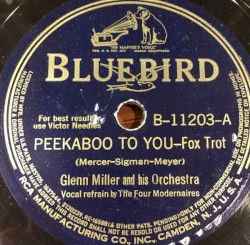 "HIS MASTER'S VOICE"
BLUEBIRD
For best results
use Victor Needles
B-11203-A
PEEKABOO TO YOU—Fox Trot
(Mercer-Sigman-Meyer)
Glenn Miller and his Orchestra
Vocal refrain by The Four Modernaires
RCA MANUFACTURING CO., INC., CAMDEN, N.J., U.S.A.